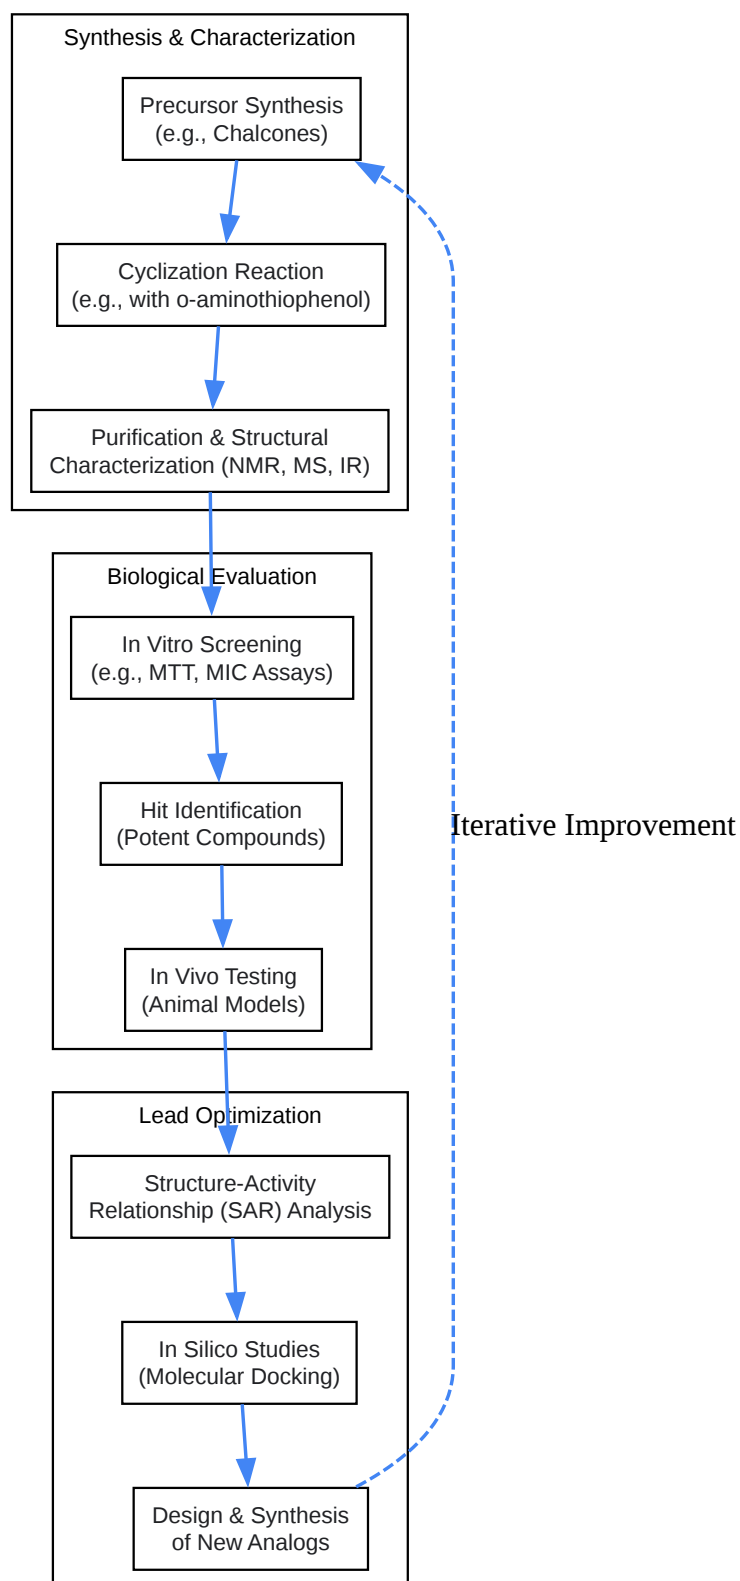 Synthesis & Characterization
Precursor Synthesis
(e.g., Chalcones)
Cyclization Reaction
(e.g., with o-aminothiophenol)
Purification & Structural
Characterization (NMR, MS, IR)
Biological Evaluation
In Vitro Screening
(e.g., MTT, MIC Assays)
Hit Identification
(Potent Compounds)
Iterative Improvement
In Vivo Testing
(Animal Models)
Lead Optimization
Structure-Activity
Relationship (SAR) Analysis
In Silico Studies
(Molecular Docking)
Design & Synthesis
of New Analogs